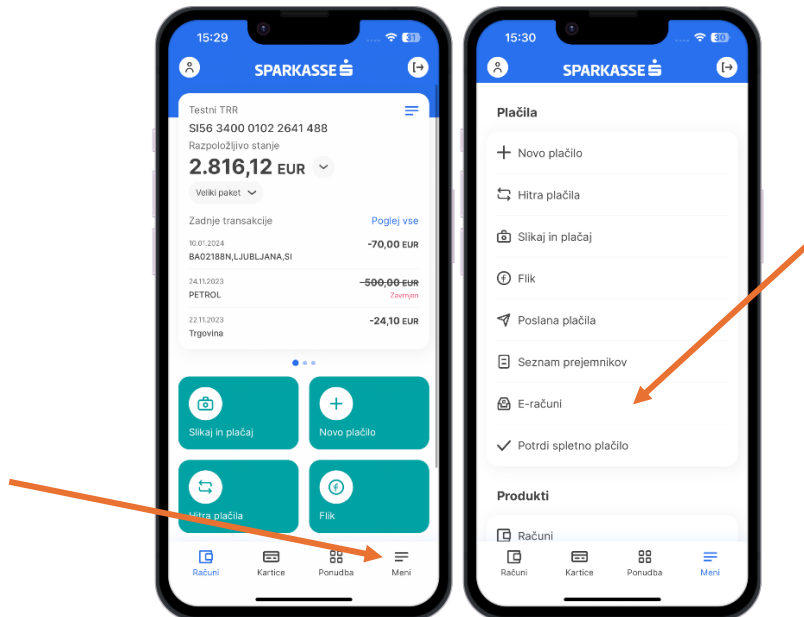 15:29
31
SPARKASSE
Testni TRR
SI56 3400 0102 2641 488
Razpoložljivo stanje
2.816,12 EUR
Veliki paket
Zadnje transakcije Poglej vse
10.01.2024
-70,00 EUR
BA02188N,LJUBLJANA,SI
24.11.2023
-500,00 EUR
PETROL
Zavrnjen
22.11.2023
-24,10 EUR
Trgovina
Slikaj in plačaj
Novo plačilo
Hitra plačila
Flik
Računi Kartice Ponudba Meni
15:30
30
SPARKASSE
Plačila
Novo plačilo
Hitra plačila
Slikaj in plačaj
Flik
Poslana plačila
Seznam prejemnikov
E-računi
Potrdi spletno plačilo
Produkti
Računi
Računi Kartice Ponudba Meni